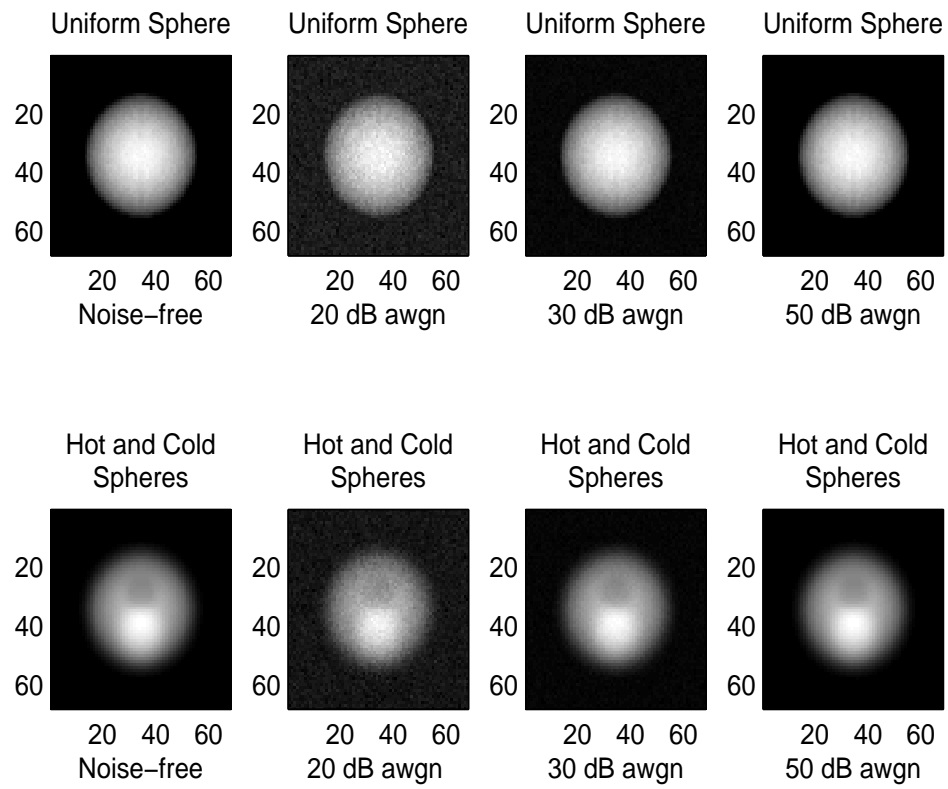 Uniform Sphere Uniform Sphere Uniform Sphere Uniform Sphere
20 20 20 20
40 40 40 40
60 60 60 60
20 40 60 20 40 60 20 40 60 20 40 60
Noise−free 20 dB awgn 30 dB awgn 50 dB awgn
Hot and Cold Hot and Cold Hot and Cold Hot and Cold
Spheres Spheres Spheres Spheres
20 20 20 20
40 40 40 40
60 60 60 60
20 40 60 20 40 60 20 40 60 20 40 60
Noise−free 20 dB awgn 30 dB awgn 50 dB awgn